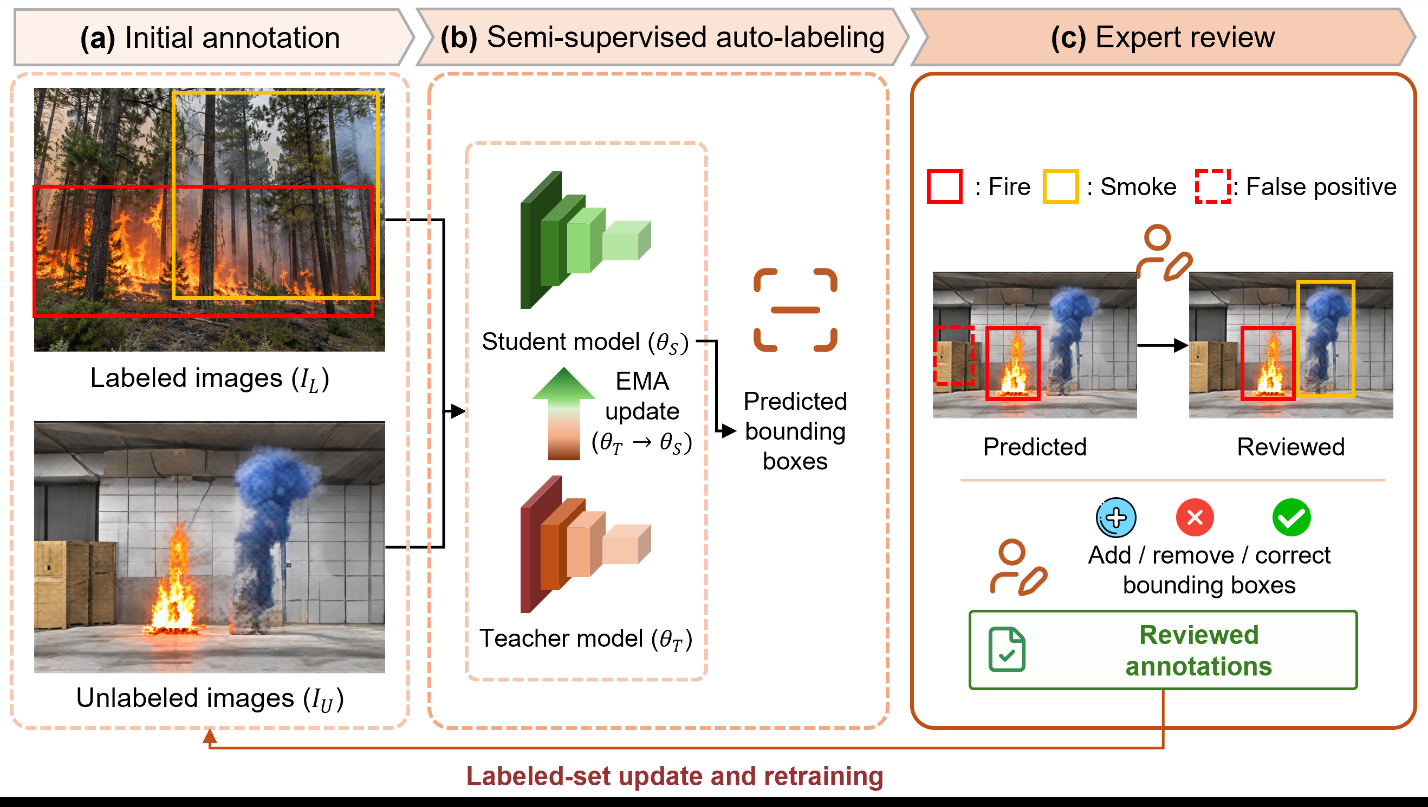 (a) Initial annotation
(b) Semi-supervised auto-labeling
(c) Expert review
Labeled images (I_L)
Unlabeled images (I_U)
Student model (θ_S)
EMA
update
(θ_T → θ_S)
Teacher model (θ_T)
Predicted
bounding
boxes
: Fire
: Smoke
: False positive
Predicted
Reviewed
Add / remove / correct
bounding boxes
Reviewed
annotations
Labeled-set update and retraining